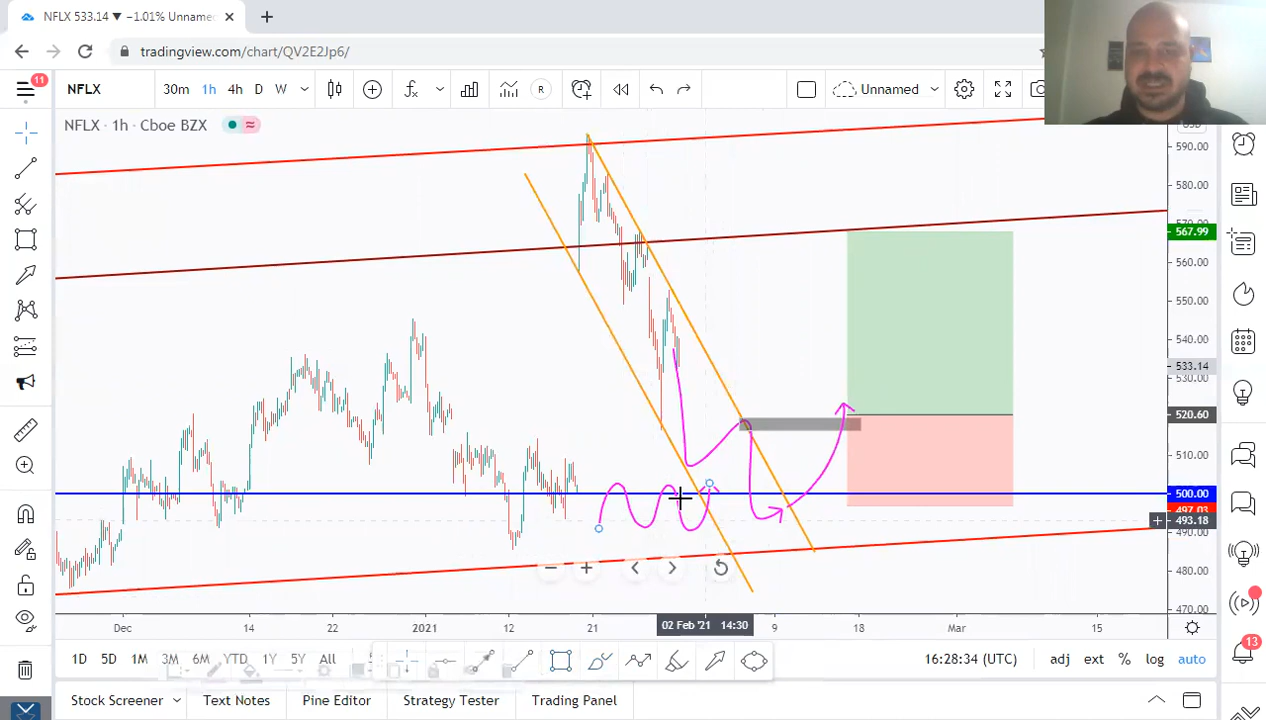 NFLX 533.14 ▼ −1.01% Unname
tradingview.com/chart/QV2E2Jp6/
11
NFLX 30m 1h 4h D W R Unnamed
NFLX · 1h · Cboe BZX
590.00
580.00
567.99
560.00
550.00
540.00
533.14
530.00
520.60
510.00
500.00
497.03
493.18
490.00
480.00
470.00
Dec 14 2021 12 21 02 Feb '21 14:30 9 18 Mar 15
1D 5D 1M 3M 6M YTD 1Y 5Y All 16:28:34 (UTC) adj ext % log auto
13
Stock Screener Text Notes Pine Editor Strategy Tester Trading Panel